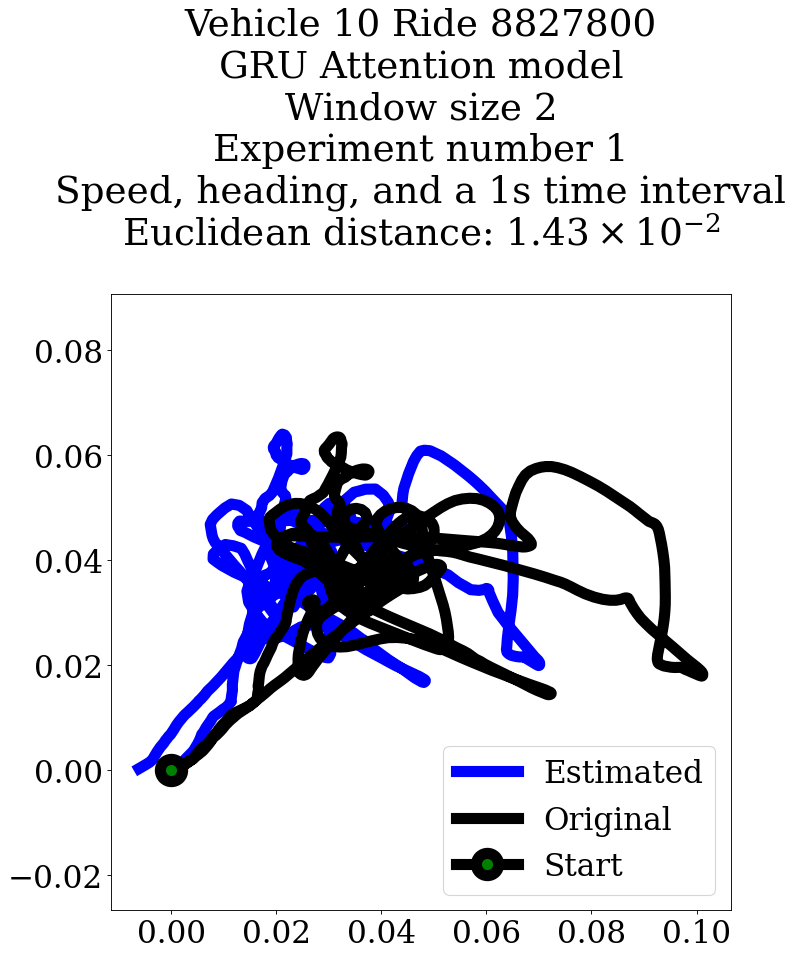 Vehicle 10 Ride 8827800
GRU Attention model
Window size 2
Experiment number 1
Speed, heading, and a 1s time interval
Euclidean distance: 1.43 × 10⁻²
0.08
0.06
0.04
0.02
0.00
−0.02
Estimated
Original
Start
0.00 0.02 0.04 0.06 0.08 0.10